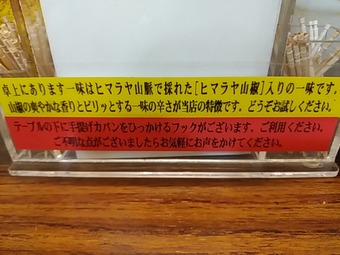 卓上にあります一味はヒマラヤ山脈で採れた[ヒマラヤ山椒]入りの一味です。
山椒の爽やかな香りとピリッとする一味の辛さが当店の特徴です。どうぞお試しください。
テーブルの下に手提げカバンをひっかけるフックがございます。ご利用ください。
ご不明な点がございましたらお気軽にお声をかけてください。